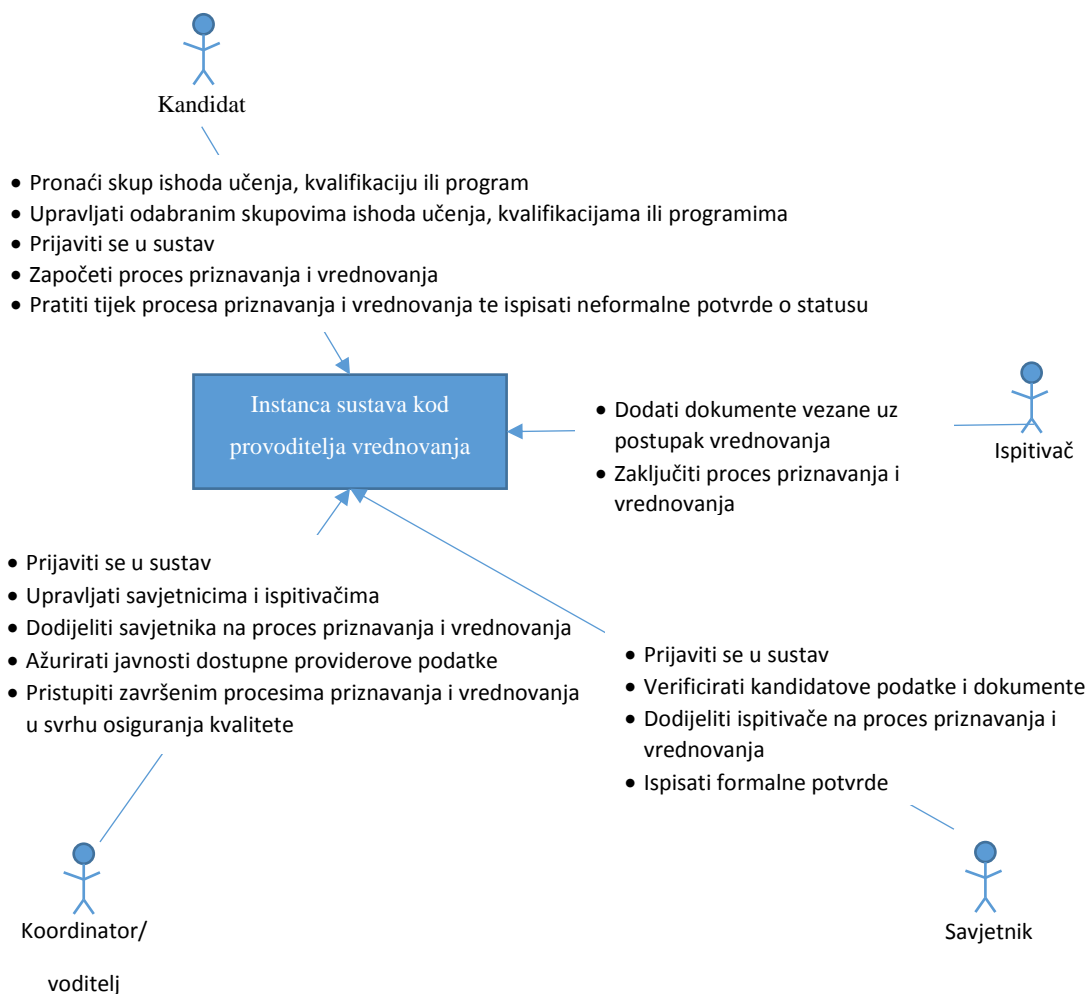 Kandidat
• Pronaći skup ishoda učenja, kvalifikaciju ili program
• Upravljati odabranim skupovima ishoda učenja, kvalifikacijama ili programima
• Prijaviti se u sustav
• Započeti proces priznavanja i vrednovanja
• Pratiti tijek procesa priznavanja i vrednovanja te ispisati neformalne potvrde o statusu
Instanca sustava kod
provoditelja vrednovanja
• Dodati dokumente vezane uz
postupak vrednovanja
• Zaključiti proces priznavanja i
vrednovanja
Ispitivač
• Prijaviti se u sustav
• Upravljati savjetnicima i ispitivačima
• Dodijeliti savjetnika na proces priznavanja i vrednovanja
• Ažurirati javnosti dostupne providerove podatke
• Pristupiti završenim procesima priznavanja i vrednovanja
u svrhu osiguranja kvalitete
• Prijaviti se u sustav
• Verificirati kandidatove podatke i dokumente
• Dodijeliti ispitivače na proces priznavanja i
vrednovanja
• Ispisati formalne potvrde
Koordinator/
voditelj
Savjetnik